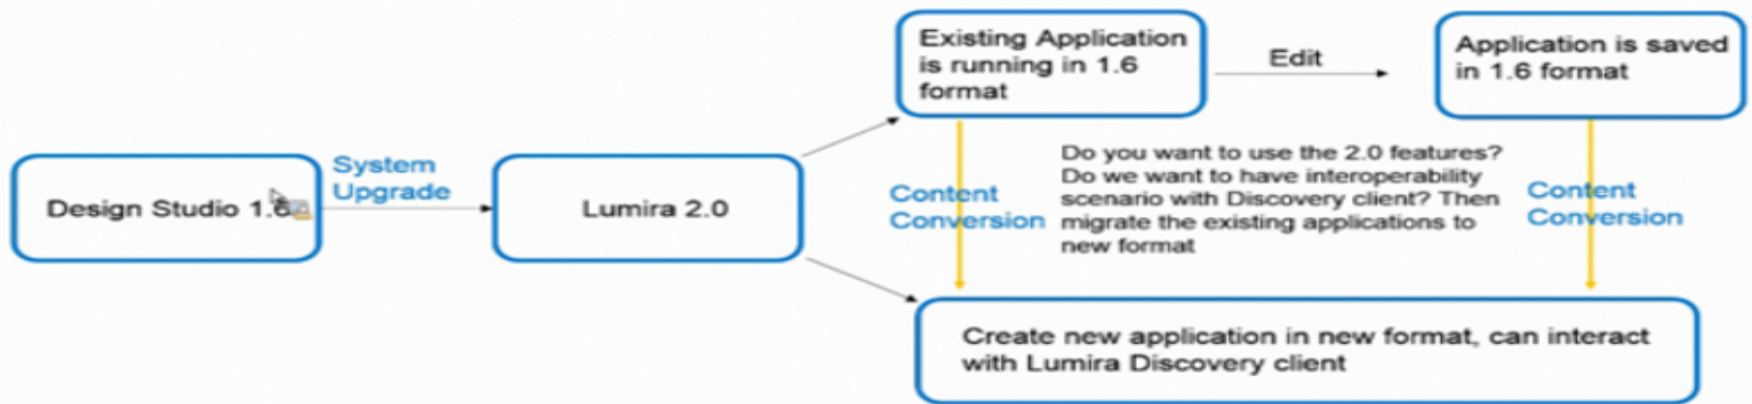 Design Studio 1.6
System
Upgrade
Lumira 2.0
Existing Application
is running in 1.6
format
Edit
Application is saved
in 1.6 format
Content
Conversion
Do you want to use the 2.0 features?
Do we want to have interoperability
scenario with Discovery client? Then
migrate the existing applications to
new format
Content
Conversion
Create new application in new format, can interact
with Lumira Discovery client